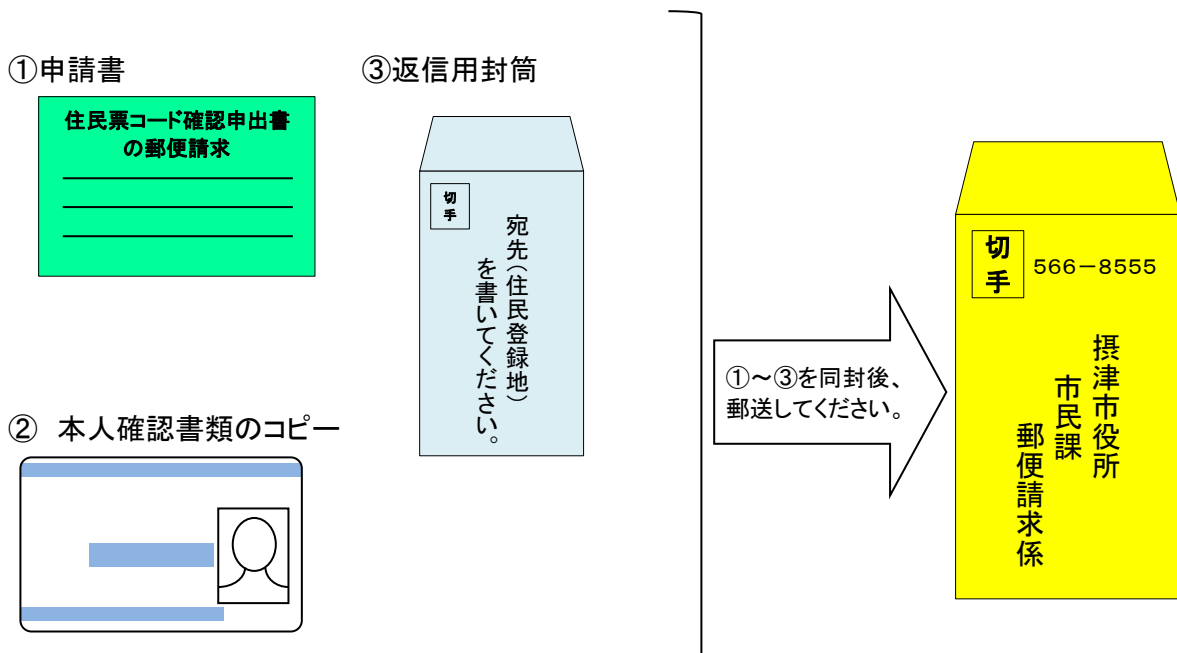 ①申請書
住民票コード確認申出書
の郵便請求
② 本人確認書類のコピー
③返信用封筒
切
手
宛先（住民登録地）
を書いてください。
①～③を同封後、
郵送してください。
切
手
566－8555
摂津市役所
市民課
郵便請求係